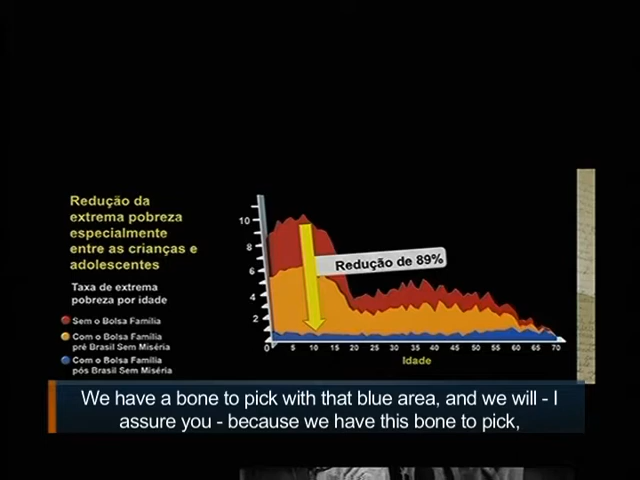 Redução da
extrema pobreza
especialmente
entre as crianças e
adolescentes
Taxa de extrema
pobreza por idade
Sem o Bolsa Família
Com o Bolsa Família
pré Brasil Sem Miséria
Com o Bolsa Família
pós Brasil Sem Miséria
10
8
6
4
2
Redução de 89%
0 5 10 15 20 25 30 35 40 45 50 55 60 65 70
Idade
We have a bone to pick with that blue area, and we will - I
assure you - because we have this bone to pick,